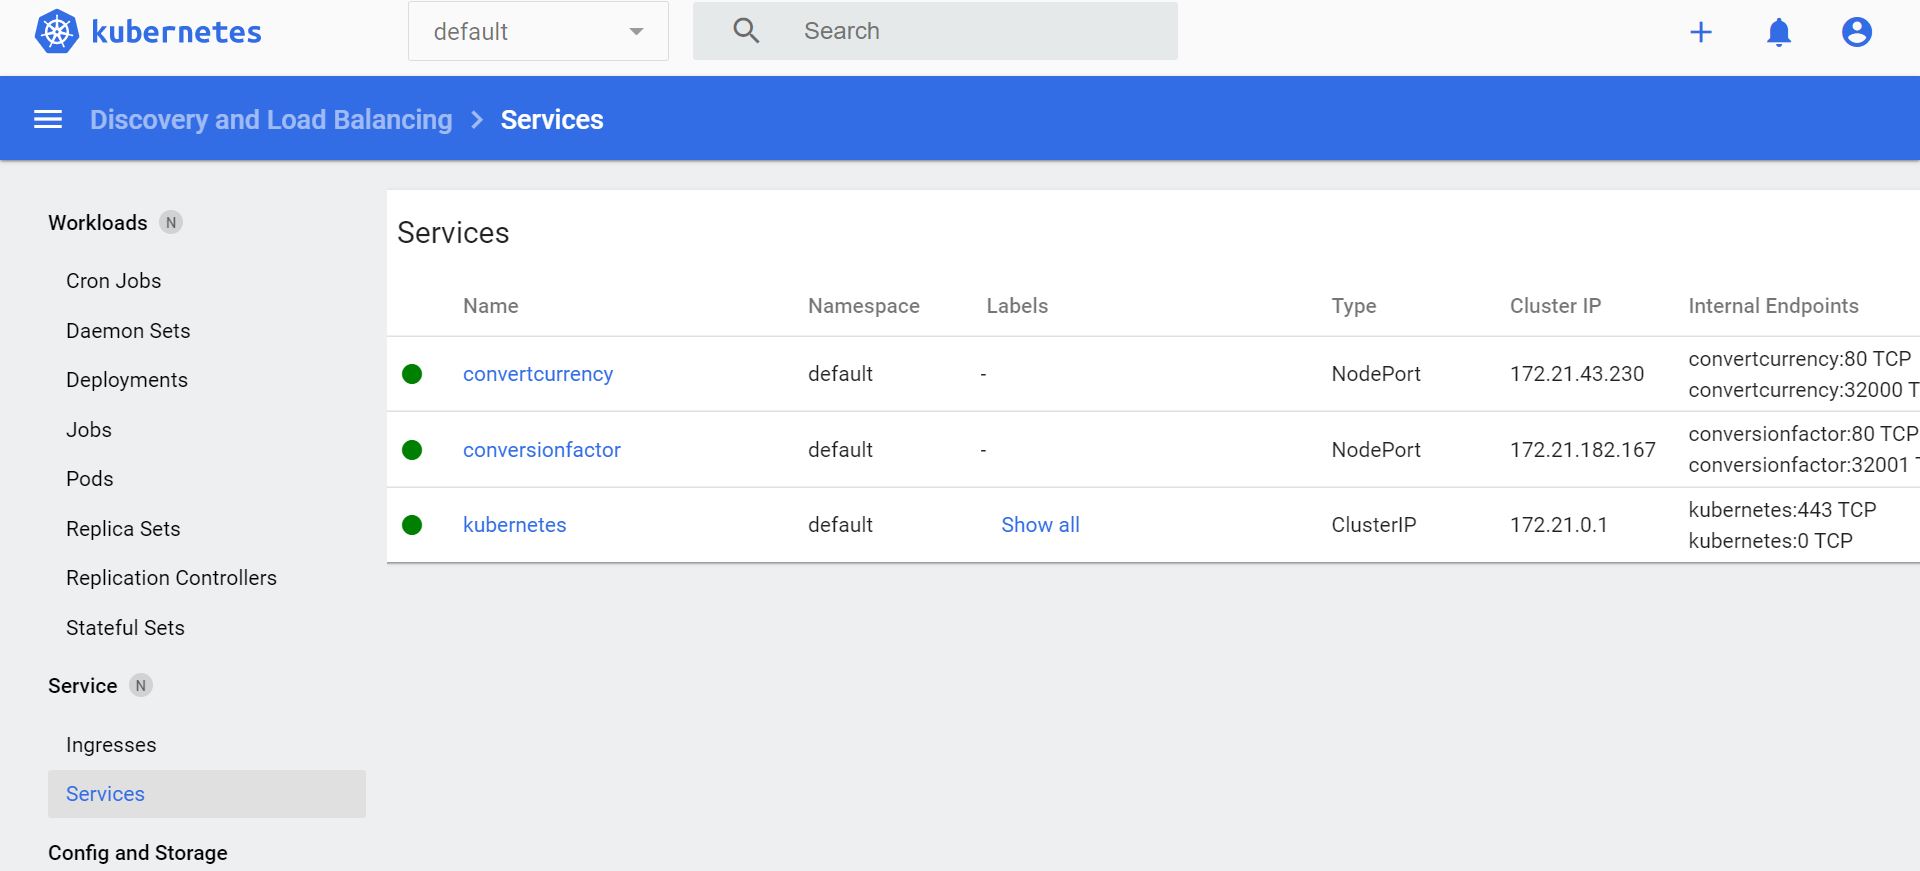 kubernetes
default
Search
Discovery and Load Balancing > Services
Workloads N
Cron Jobs
Daemon Sets
Deployments
Jobs
Pods
Replica Sets
Replication Controllers
Stateful Sets
Service N
Ingresses
Services
Config and Storage
Services
Name Namespace Labels Type Cluster IP Internal Endpoints
convertcurrency default - NodePort 172.21.43.230 convertcurrency:80 TCP
convertcurrency:32000 T
conversionfactor default - NodePort 172.21.182.167 conversionfactor:80 TCP
conversionfactor:32001
kubernetes default Show all ClusterIP 172.21.0.1 kubernetes:443 TCP
kubernetes:0 TCP